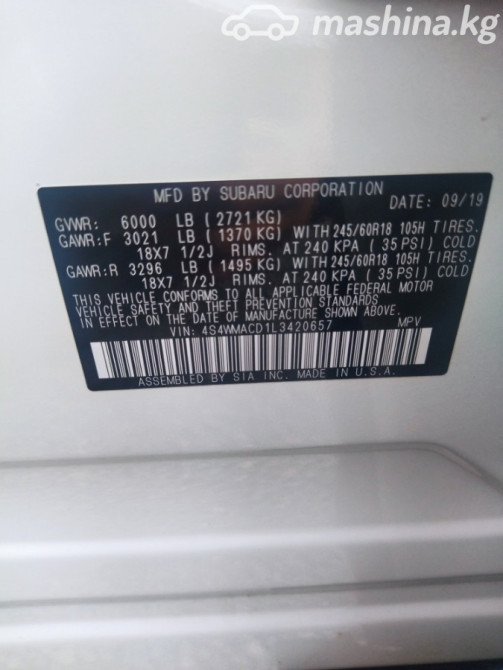 mashina.kg
MFD BY SUBARU CORPORATION DATE: 09/19
GVWR: 6000 LB ( 2721 KG)
GAWR:F 3021 LB ( 1370 KG) WITH 245/60R18 105H TIRES.
18X7 1/2J RIMS. AT 240 KPA ( 35 PSI) COLD
GAWR:R 3296 LB ( 1495 KG) WITH 245/60R18 105H TIRES.
18X7 1/2J RIMS. AT 240 KPA ( 35 PSI) COLD
THIS VEHICLE CONFORMS TO ALL APPLICABLE FEDERAL MOTOR
VEHICLE SAFETY AND THEFT PREVENTION STANDARDS
IN EFFECT ON THE DATE OF MANUFACTURE SHOWN ABOVE.
VIN: 4S4WMACD1L3420657 MPV
ASSEMBLED BY SIA INC. MADE IN U.S.A.